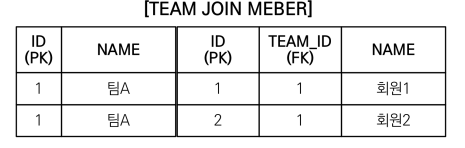 [TEAM JOIN MEBER]
ID (PK) NAME ID (PK) TEAM_ID (FK) NAME
1 팀A 1 1 회원1
1 팀A 2 1 회원2